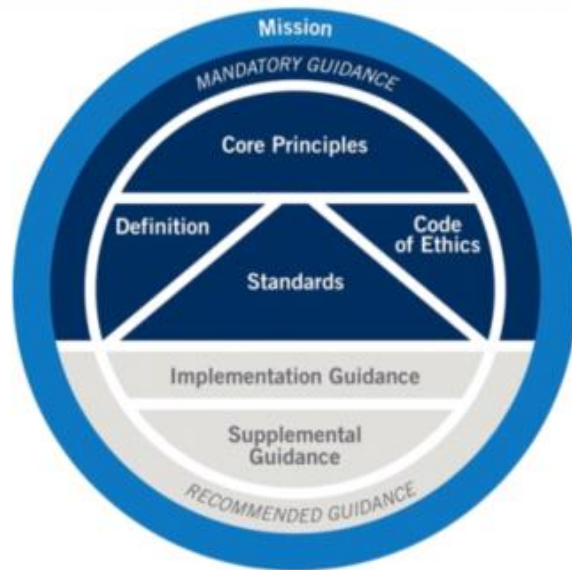 Mission
MANDATORY GUIDANCE
Core Principles
Definition
Code
of Ethics
Standards
Implementation Guidance
Supplemental
Guidance
RECOMMENDED GUIDANCE